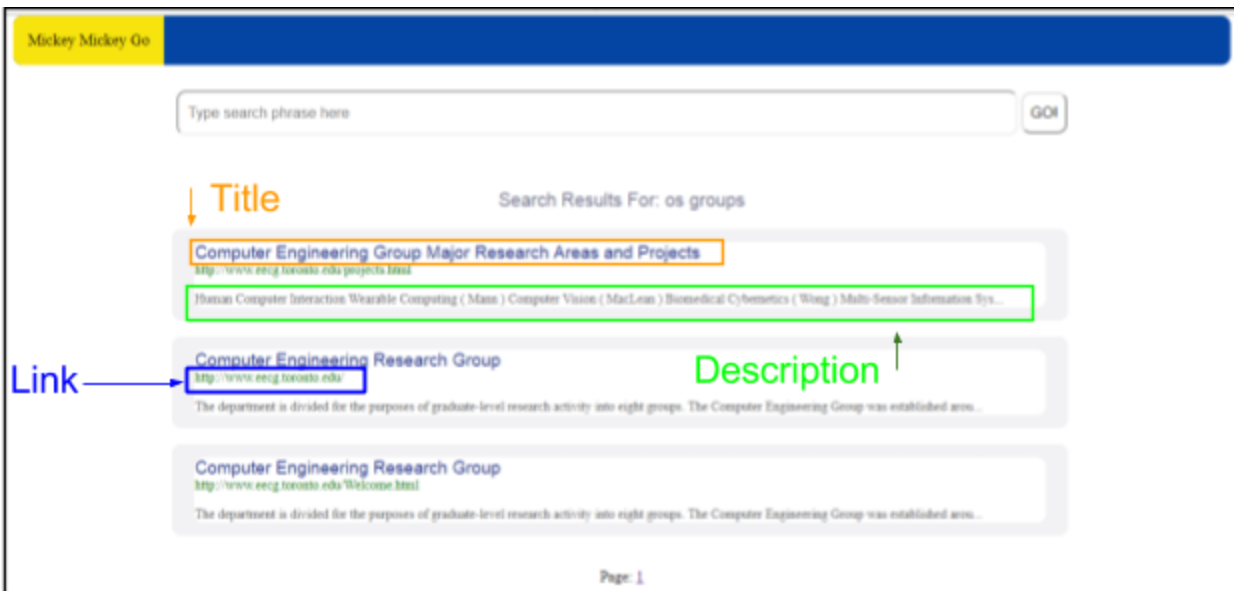 Mickey Mickey Go
Type search phrase here
GO!
Title
Search Results For: os groups
Computer Engineering Group Major Research Areas and Projects
http://www.eecg.toronto.edu/projects.html
Human Computer Interaction Wearable Computing ( Mann ) Computer Vision ( MacLean ) Biomedical Cybernetics ( Wong ) Multi-Sensor Information Sys...
Description
Computer Engineering Research Group
Link
http://www.eecg.toronto.edu/
The department is divided for the purposes of graduate-level research activity into eight groups. The Computer Engineering Group was established arou...
Computer Engineering Research Group
http://www.eecg.toronto.edu/Welcome.html
The department is divided for the purposes of graduate-level research activity into eight groups. The Computer Engineering Group was established arou...
Page: 1